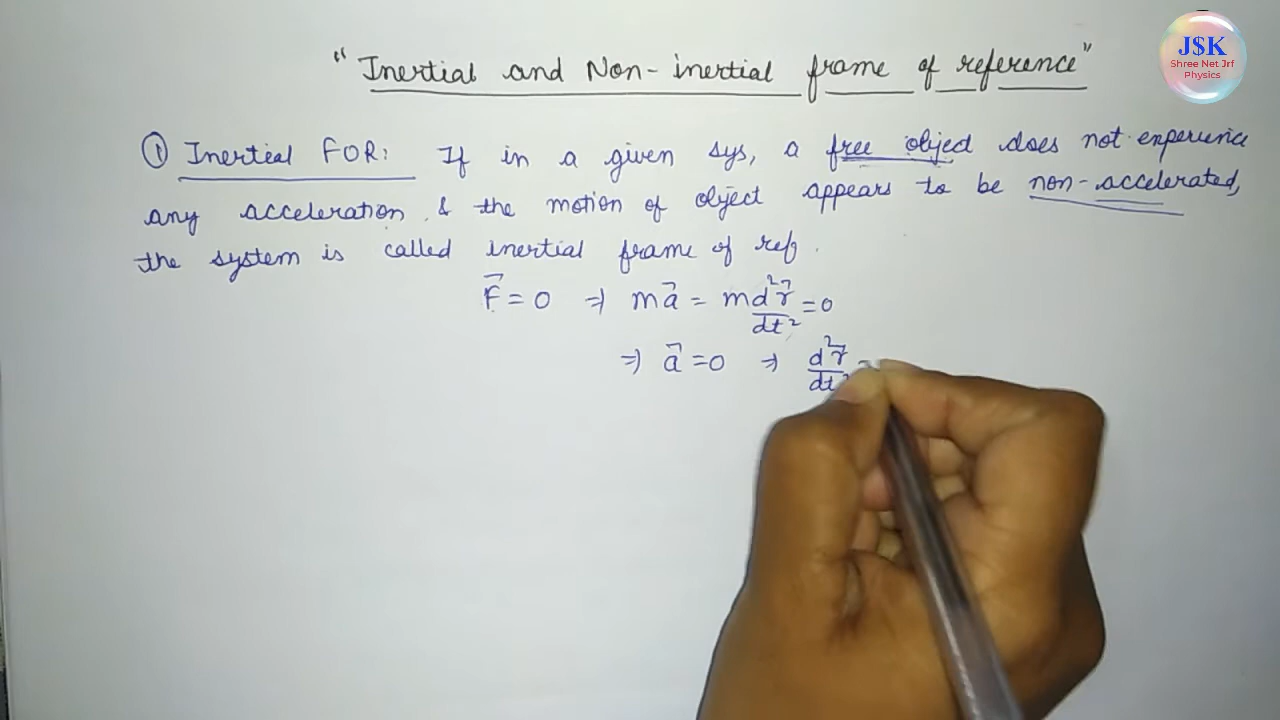 "Inertial and Non-inertial frame of reference"
① Inertial FOR: If in a given sys, a free object does not experience
any acceleration & the motion of object appears to be non-accelerated,
the system is called inertial frame of ref.
F⃗ = 0 ⇒ ma⃗ = m d²r⃗/dt² = 0
⇒ a⃗ = 0 ⇒ d²r⃗/dt²
J$K
Shree Net Jrf
Physics